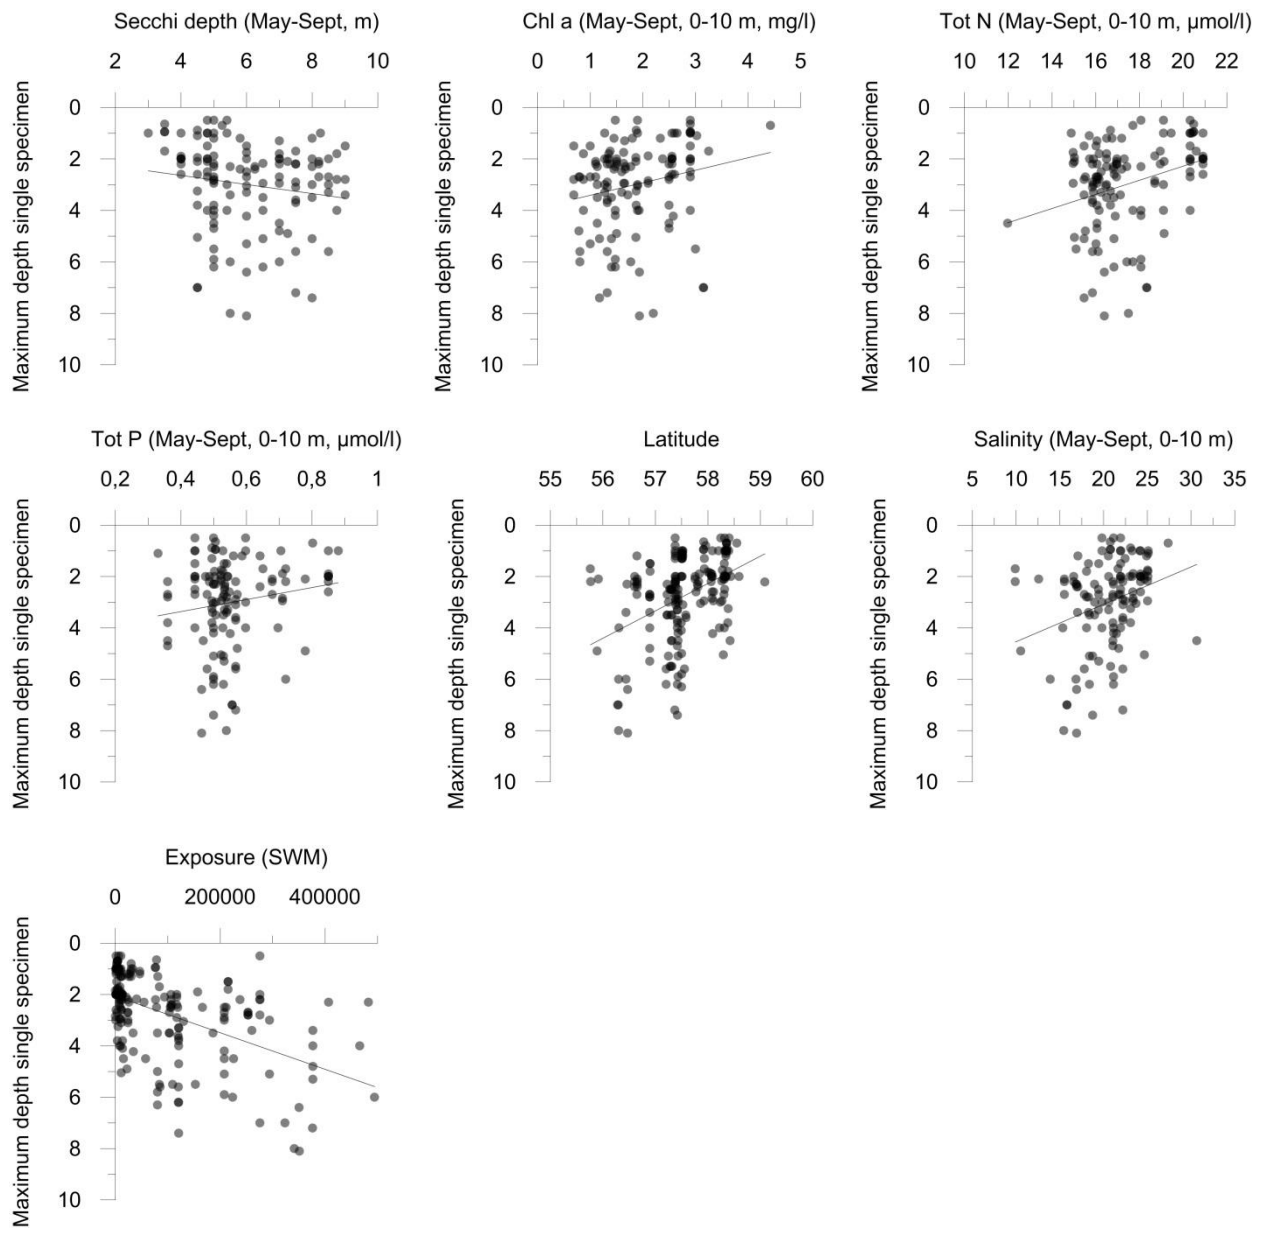 Secchi depth (May-Sept, m)
2 4 6 8 10
0
2
4
6
8
10
Maximum depth single specimen
Chl a (May-Sept, 0-10 m, mg/l)
0 1 2 3 4 5
0
2
4
6
8
10
Maximum depth single specimen
Tot N (May-Sept, 0-10 m, µmol/l)
10 12 14 16 18 20 22
0
2
4
6
8
10
Maximum depth single specimen
Tot P (May-Sept, 0-10 m, µmol/l)
0,2 0,4 0,6 0,8 1
0
2
4
6
8
10
Maximum depth single specimen
Latitude
55 56 57 58 59 60
0
2
4
6
8
10
Maximum depth single specimen
Salinity (May-Sept, 0-10 m)
5 10 15 20 25 30 35
0
2
4
6
8
10
Maximum depth single specimen
Exposure (SWM)
0 200000 400000
0
2
4
6
8
10
Maximum depth single specimen